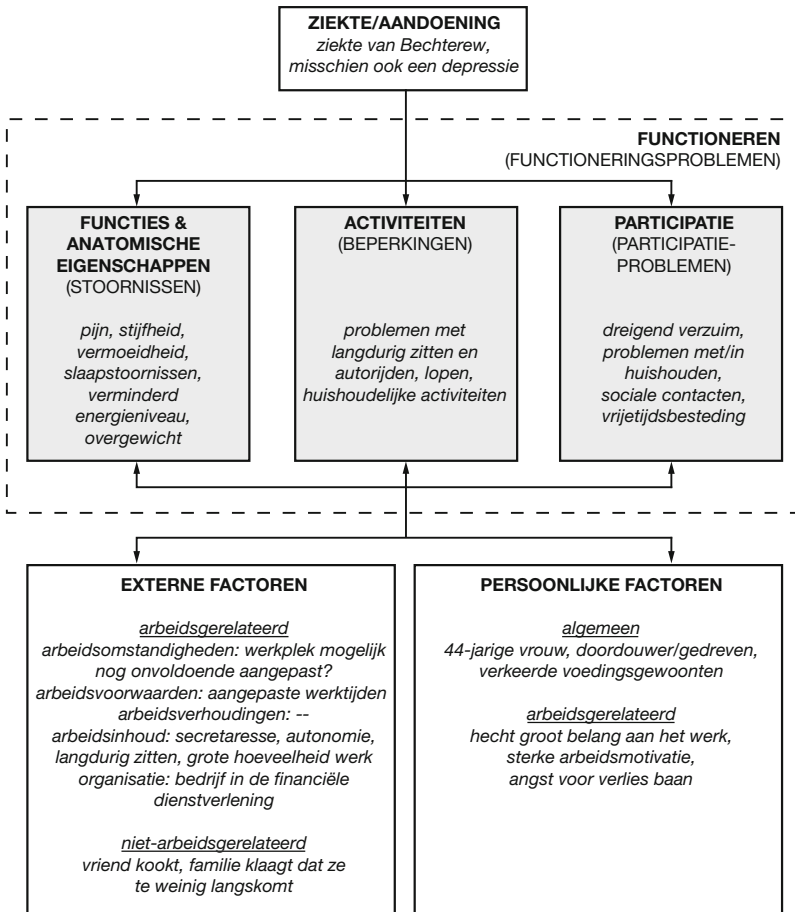 ZIEKTE/AANDOENING
ziekte van Bechterew,
misschien ook een depressie
FUNCTIONEREN
(FUNCTIONERINGSPROBLEMEN)
FUNCTIES &
ANATOMISCHE
EIGENSCHAPPEN
(STOORNISSEN)
pijn, stijfheid,
vermoeidheid,
slaapstoornissen,
verminderd
energieniveau,
overgewicht
ACTIVITEITEN
(BEPERKINGEN)
problemen met
langdurig zitten en
autorijden, lopen,
huishoudelijke activiteiten
PARTICIPATIE
(PARTICIPATIE-
PROBLEMEN)
dreigend verzuim,
problemen met/in
huishouden,
sociale contacten,
vrijetijdsbesteding
EXTERNE FACTOREN
arbeidsgerelateerd
arbeidsomstandigheden: werkplek mogelijk
nog onvoldoende aangepast?
arbeidsvoorwaarden: aangepaste werktijden
arbeidsverhoudingen: --
arbeidsinhoud: secretaresse, autonomie,
langdurig zitten, grote hoeveelheid werk
organisatie: bedrijf in de financiële
dienstverlening
niet-arbeidsgerelateerd
vriend kookt, familie klaagt dat ze
te weinig langskomt
PERSOONLIJKE FACTOREN
algemeen
44-jarige vrouw, doordouwer/gedreven,
verkeerde voedingsgewoonten
arbeidsgerelateerd
hecht groot belang aan het werk,
sterke arbeidsmotivatie,
angst voor verlies baan